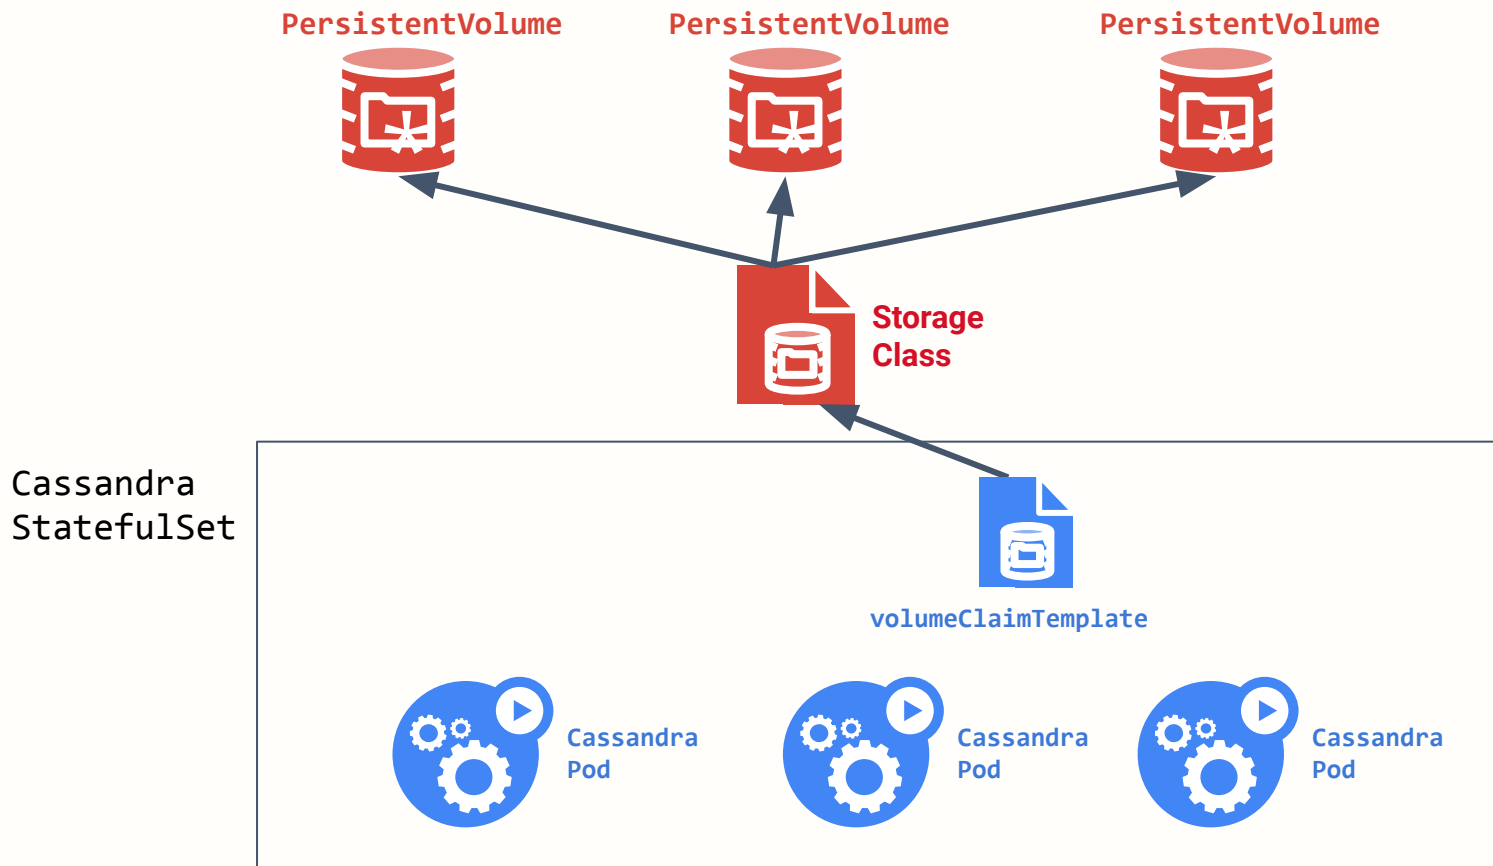 PersistentVolume
PersistentVolume
PersistentVolume
Storage
Class
Cassandra
StatefulSet
volumeClaimTemplate
Cassandra
Pod
Cassandra
Pod
Cassandra
Pod